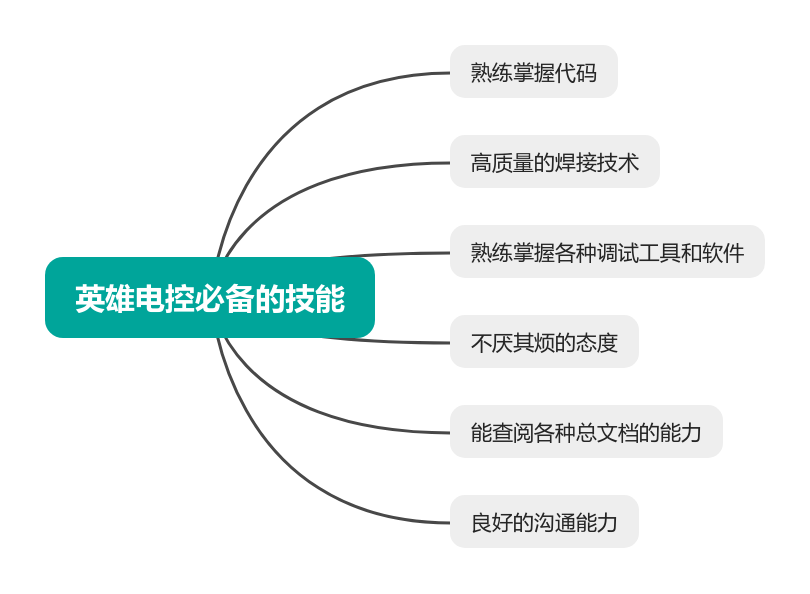 熟练掌握代码
高质量的焊接技术
熟练掌握各种调试工具和软件
英雄电控必备的技能
不厌其烦的态度
能查阅各种总文档的能力
良好的沟通能力